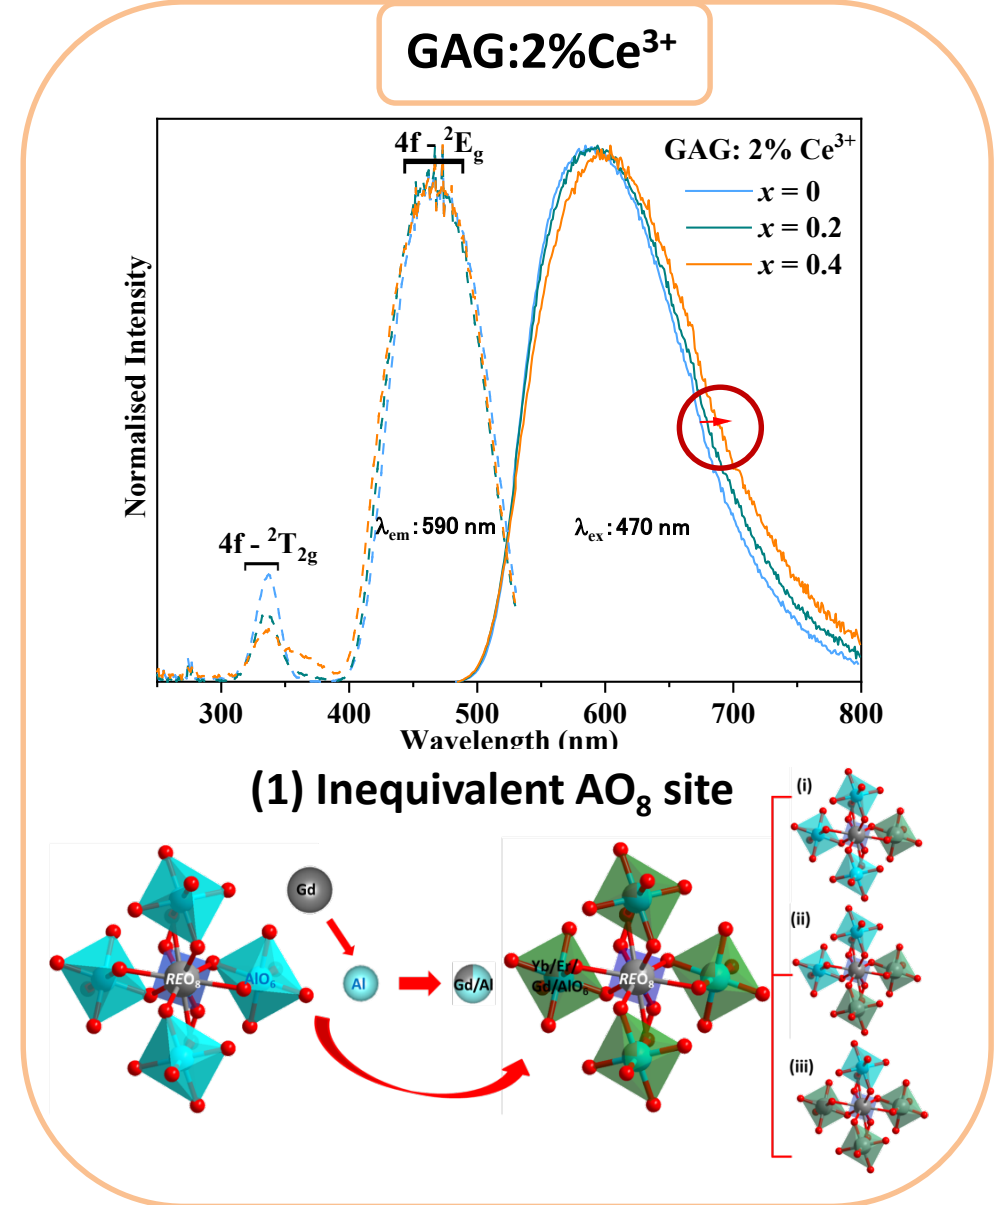 GAG:2%Ce³⁺
4f - ²E_g
GAG: 2% Ce³⁺
x = 0
x = 0.2
x = 0.4
Normalised Intensity
4f - ²T₂g
λem : 590 nm
λex : 470 nm
300 400 500 600 700 800
Wavelength (nm)
(1) Inequivalent AO₈ site
(i)
Gd
(ii)
REO₈
AlO₆
Al
Gd/Al
Yb/Er/
Gd/AlO₆
REO₈
(iii)